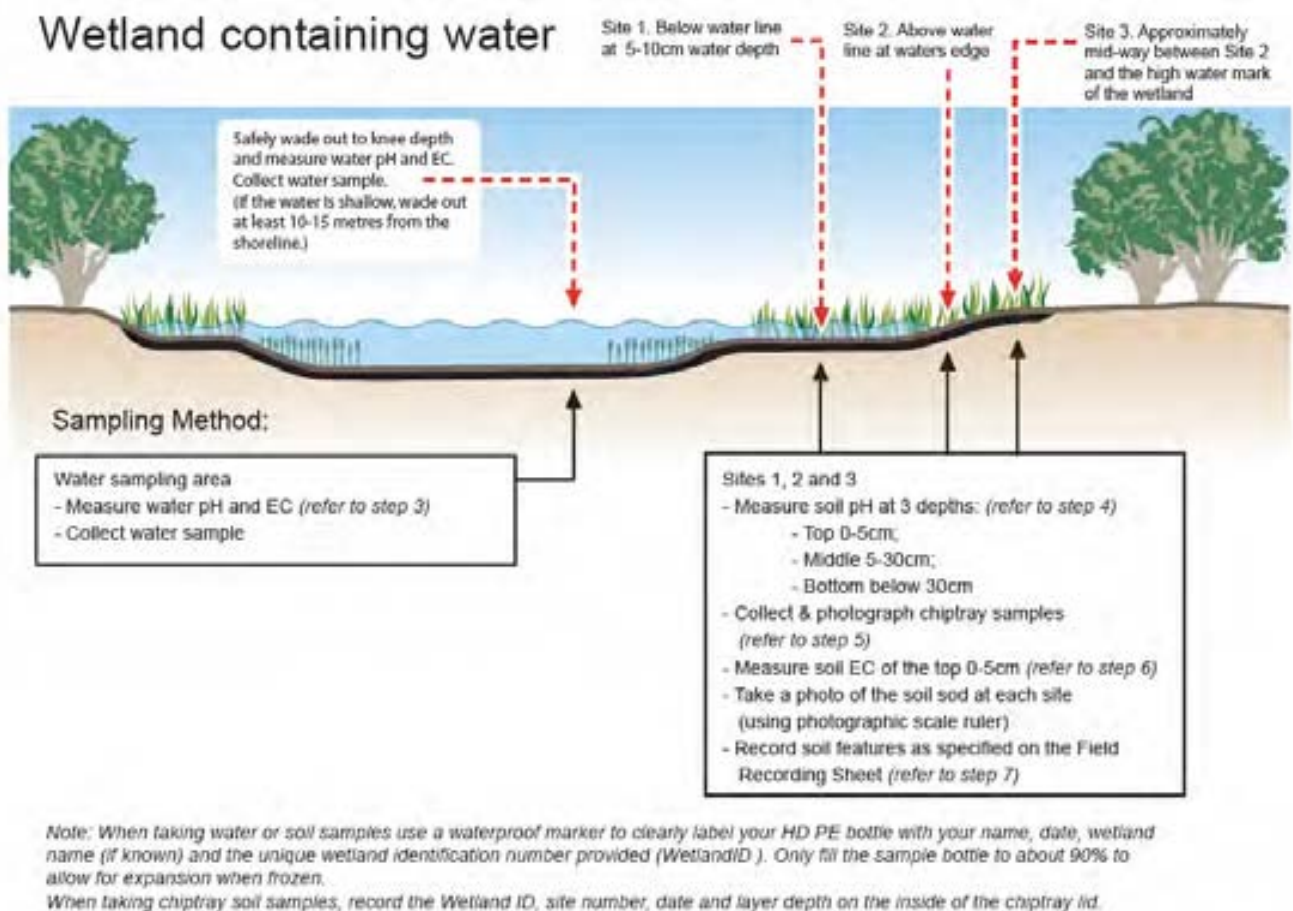 Wetland containing water
Site 1. Below water line
at 5-10cm water depth
Site 2. Above water
line at waters edge
Site 3. Approximately
mid-way between Site 2
and the high water mark
of the wetland
Safely wade out to knee depth
and measure water pH and EC.
Collect water sample.
(If the water is shallow, wade out
at least 10-15 metres from the
shoreline.)
Sampling Method:
Water sampling area
- Measure water pH and EC (refer to step 3)
- Collect water sample
Sites 1, 2 and 3
- Measure soil pH at 3 depths: (refer to step 4)
- Top 0-5cm;
- Middle 5-30cm;
- Bottom below 30cm
- Collect & photograph chiptray samples
(refer to step 5)
- Measure soil EC of the top 0-5cm (refer to step 6)
- Take a photo of the soil sod at each site
(using photographic scale ruler)
- Record soil features as specified on the Field
Recording Sheet (refer to step 7)
Note: When taking water or soil samples use a waterproof marker to clearly label your HD PE bottle with your name, date, wetland
name (if known) and the unique wetland identification number provided (WetlandID ). Only fill the sample bottle to about 90% to
allow for expansion when frozen.
When taking chiptray soil samples, record the Wetland ID, site number, date and layer depth on the inside of the chiptray lid.